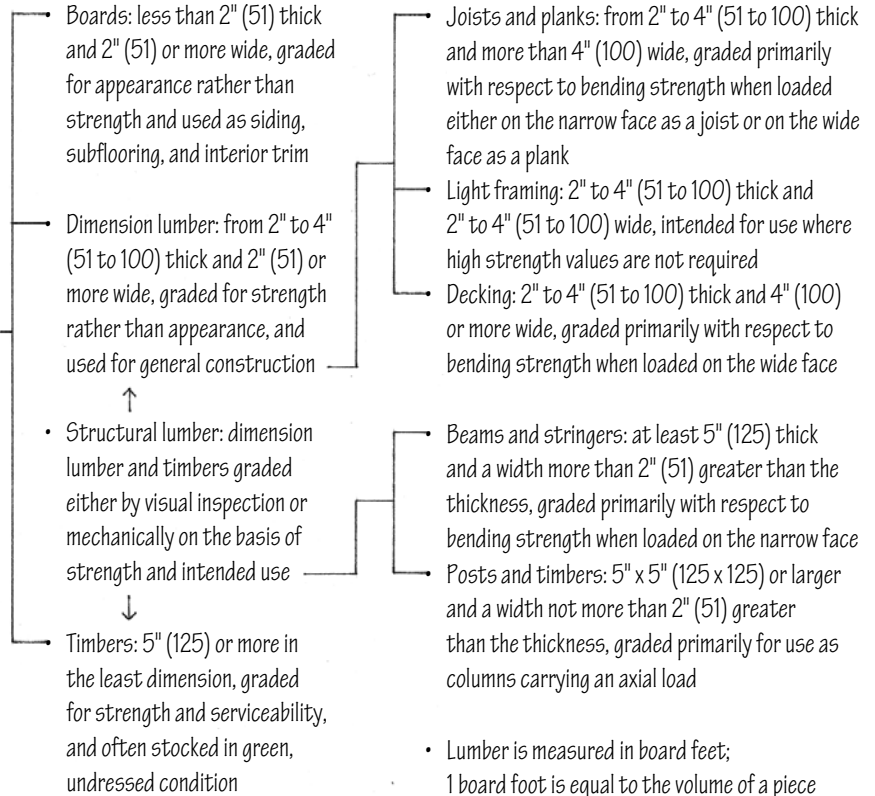 • Boards: less than 2" (51) thick
and 2" (51) or more wide, graded
for appearance rather than
strength and used as siding,
subflooring, and interior trim
• Dimension lumber: from 2" to 4"
(51 to 100) thick and 2" (51) or
more wide, graded for strength
rather than appearance, and
used for general construction
• Structural lumber: dimension
lumber and timbers graded
either by visual inspection or
mechanically on the basis of
strength and intended use
• Timbers: 5" (125) or more in
the least dimension, graded
for strength and serviceability,
and often stocked in green,
undressed condition
• Joists and planks: from 2" to 4" (51 to 100) thick
and more than 4" (100) wide, graded primarily
with respect to bending strength when loaded
either on the narrow face as a joist or on the wide
face as a plank
• Light framing: 2" to 4" (51 to 100) thick and
2" to 4" (51 to 100) wide, intended for use where
high strength values are not required
• Decking: 2" to 4" (51 to 100) thick and 4" (100)
or more wide, graded primarily with respect to
bending strength when loaded on the wide face
• Beams and stringers: at least 5" (125) thick
and a width more than 2" (51) greater than the
thickness, graded primarily with respect to
bending strength when loaded on the narrow face
• Posts and timbers: 5" x 5" (125 x 125) or larger
and a width not more than 2" (51) greater
than the thickness, graded primarily for use as
columns carrying an axial load
• Lumber is measured in board feet;
1 board foot is equal to the volume of a piece